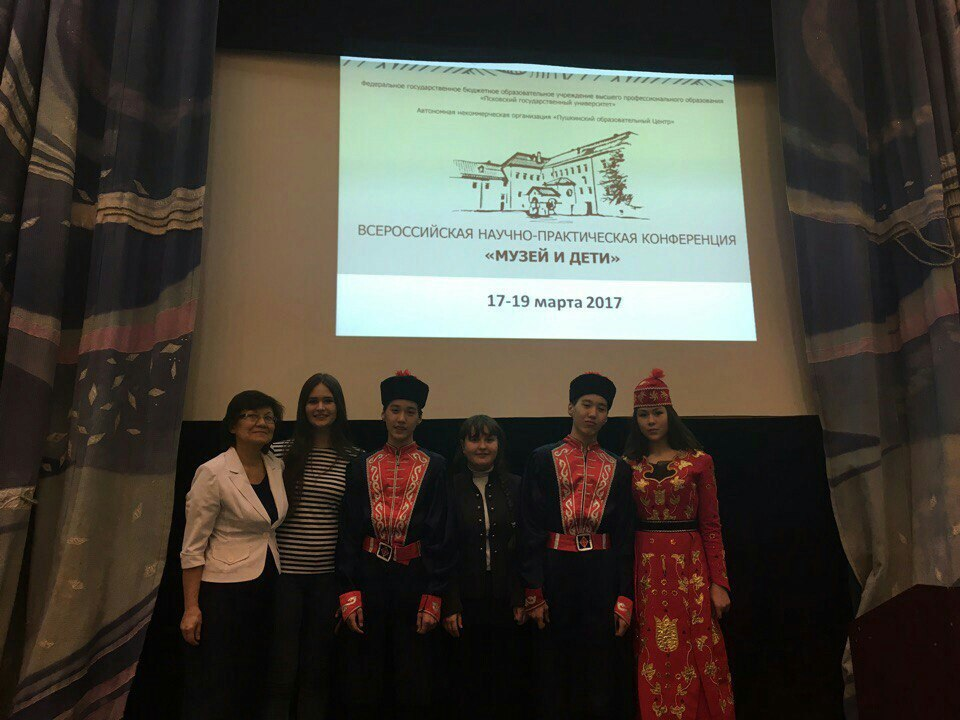 Федеральное государственное бюджетное образовательное учреждение высшего профессионального образования
«Псковский государственный университет»
Автономная некоммерческая организация «Пушкинский образовательный Центр»
ВСЕРОССИЙСКАЯ НАУЧНО-ПРАКТИЧЕСКАЯ КОНФЕРЕНЦИЯ
«МУЗЕЙ И ДЕТИ»
17-19 марта 2017